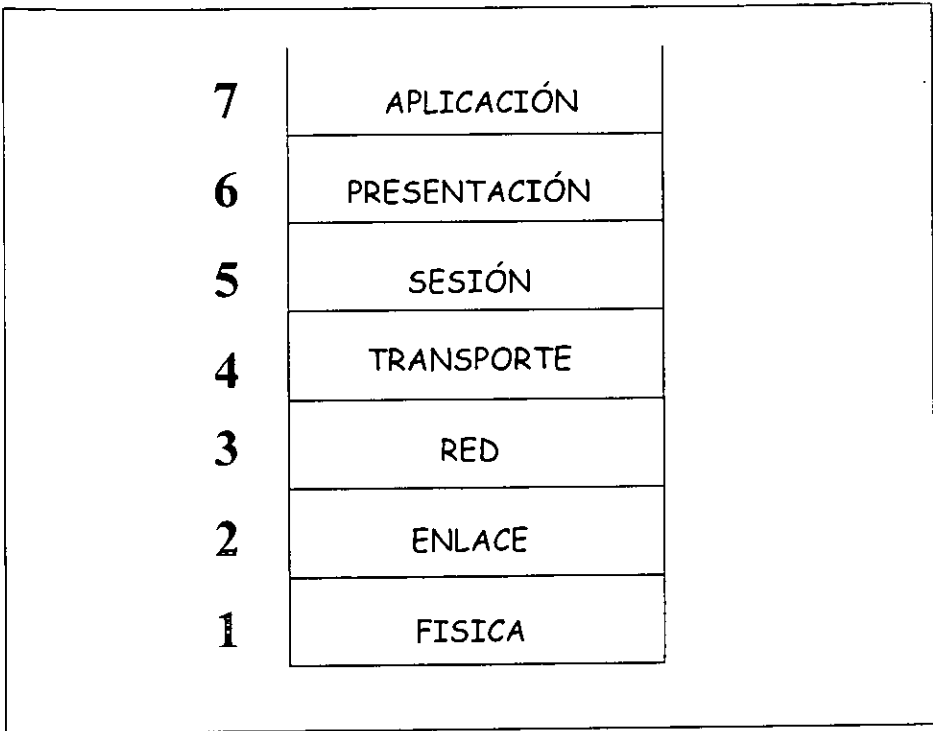 7 APLICACIÓN
6 PRESENTACIÓN
5 SESIÓN
4 TRANSPORTE
3 RED
2 ENLACE
1 FISICA